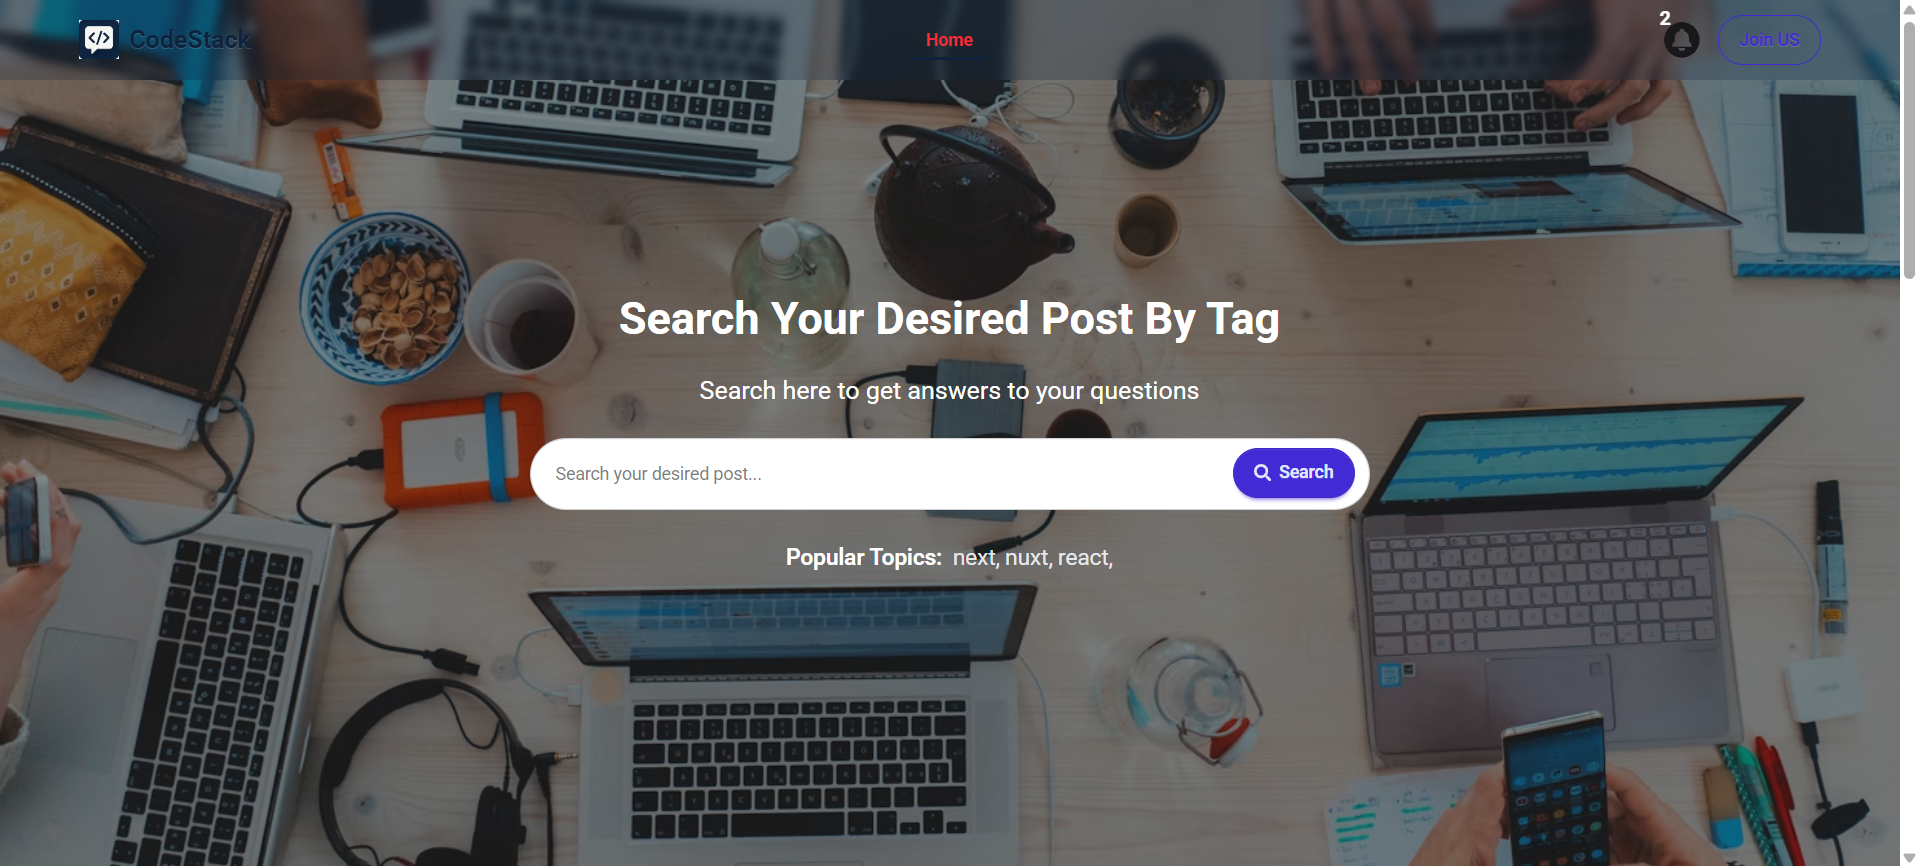 </> CodeStack
Home
2
Join US
Search Your Desired Post By Tag
Search here to get answers to your questions
Search your desired post...
Search
Popular Topics: next, nuxt, react,